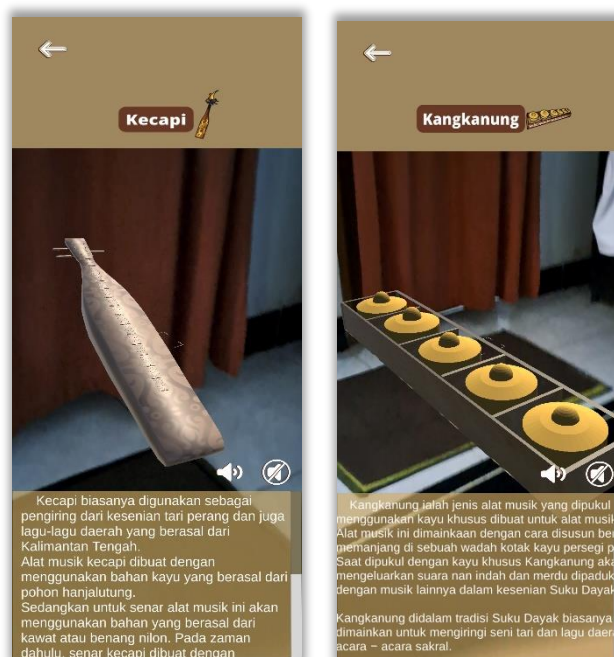 Kecapi
Kecapi biasanya digunakan sebagai
pengiring dari kesenian tari perang dan juga
lagu-lagu daerah yang berasal dari
Kalimantan Tengah.
Alat musik kecapi dibuat dengan
menggunakan bahan kayu yang berasal dari
pohon hanjalutung.
Sedangkan untuk senar alat musik ini akan
menggunakan bahan yang berasal dari
kawat atau benang nilon. Pada zaman
dahulu, senar kecapi dibuat dengan
Kangkanung
Kangkanung ialah jenis alat musik yang dipukul
menggunakan kayu khusus dibuat untuk alat musi
Alat musik ini dimainkaan dengan cara disusun ber
memanjang di sebuah wadah kotak kayu persegi p
Saat dipukul dengan kayu khusus Kangkanung aka
mengeluarkan suara nan indah dan merdu dipaduk
dengan musik lainnya dalam kesenian Suku Dayak
Kangkanung didalam tradisi Suku Dayak biasanya
dimainkan untuk mengiringi seni tari dan lagu daera
acara – acara sakral.